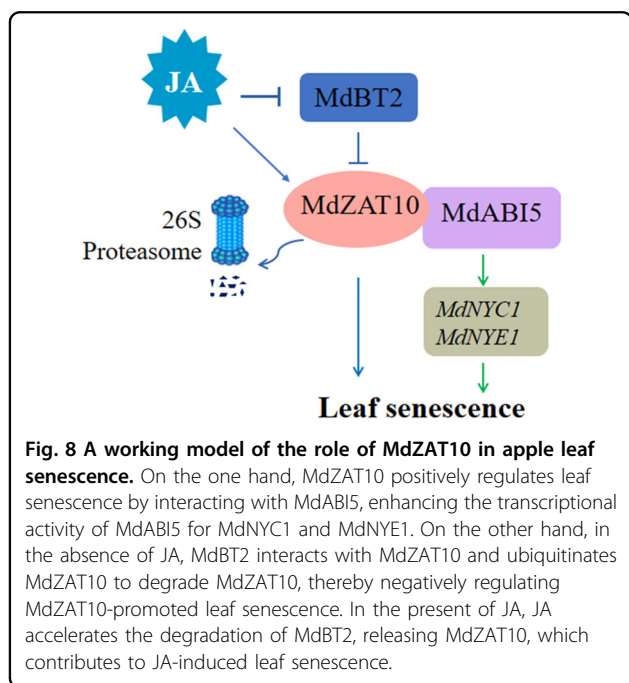 JA
MdBT2
MdZAT10
MdABI5
26S
Proteasome
MdNYC1
MdNYE1
Leaf senescence
Fig. 8 A working model of the role of MdZAT10 in apple leaf
senescence. On the one hand, MdZAT10 positively regulates leaf
senescence by interacting with MdABI5, enhancing the transcriptional
activity of MdABI5 for MdNYC1 and MdNYE1. On the other hand, in
the absence of JA, MdBT2 interacts with MdZAT10 and ubiquitinates
MdZAT10 to degrade MdZAT10, thereby negatively regulating
MdZAT10-promoted leaf senescence. In the present of JA, JA
accelerates the degradation of MdBT2, releasing MdZAT10, which
contributes to JA-induced leaf senescence.